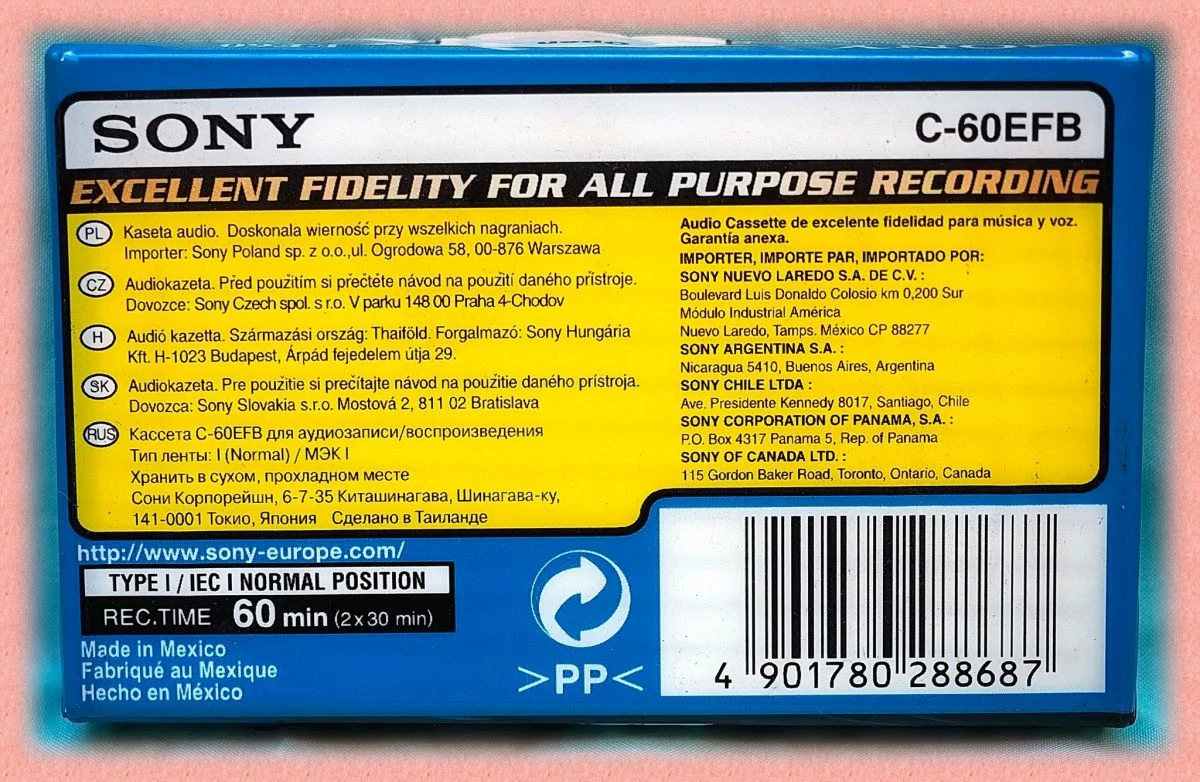 SONY
C-60EFB
EXCELLENT FIDELITY FOR ALL PURPOSE RECORDING
PL Kaseta audio. Doskonala wierność przy wszelkich nagraniach.
Importer: Sony Poland sp. z o.o.,ul. Ogrodowa 58, 00-876 Warszawa
CZ Audiokazeta. Před použitím si přečtěte návod na použití daného přístroje.
Dovozce: Sony Czech spol. s r.o. V parku 148 00 Praha 4-Chodov
H Audió kazetta. Származási ország: Thaiföld. Forgalmazó: Sony Hungária
Kft. H-1023 Budapest, Árpád fejedelem útja 29.
SK Audiokazeta. Pre použitie si prečítajte návod na použitie daného prístroja.
Dovozca: Sony Slovakia s.r.o. Mostová 2, 811 02 Bratislava
RUS Кассета C-60EFB для аудиозаписи/воспроизведения
Тип ленты: I (Normal) / МЭК I
Хранить в сухом, прохладном месте
Сони Корпорейшн, 6-7-35 Киташинагава, Шинагава-ку,
141-0001 Токио, Япония Сделано в Таиланде
Audio Cassette de excelente fidelidad para música y voz.
Garantía anexa.
IMPORTER, IMPORTE PAR, IMPORTADO POR:
SONY NUEVO LAREDO S.A. DE C.V. :
Boulevard Luis Donaldo Colosio km 0,200 Sur
Módulo Industrial América
Nuevo Laredo, Tamps. México CP 88277
SONY ARGENTINA S.A. :
Nicaragua 5410, Buenos Aires, Argentina
SONY CHILE LTDA :
Ave. Presidente Kennedy 8017, Santiago, Chile
SONY CORPORATION OF PANAMA, S.A. :
P.O. Box 4317 Panama 5, Rep. of Panama
SONY OF CANADA LTD. :
115 Gordon Baker Road, Toronto, Ontario, Canada
http://www.sony-europe.com/
TYPE I / IEC I NORMAL POSITION
REC.TIME 60 min (2 x 30 min)
Made in Mexico
Fabriqué au Mexique
Hecho en México
>PP<
4 901780 288687